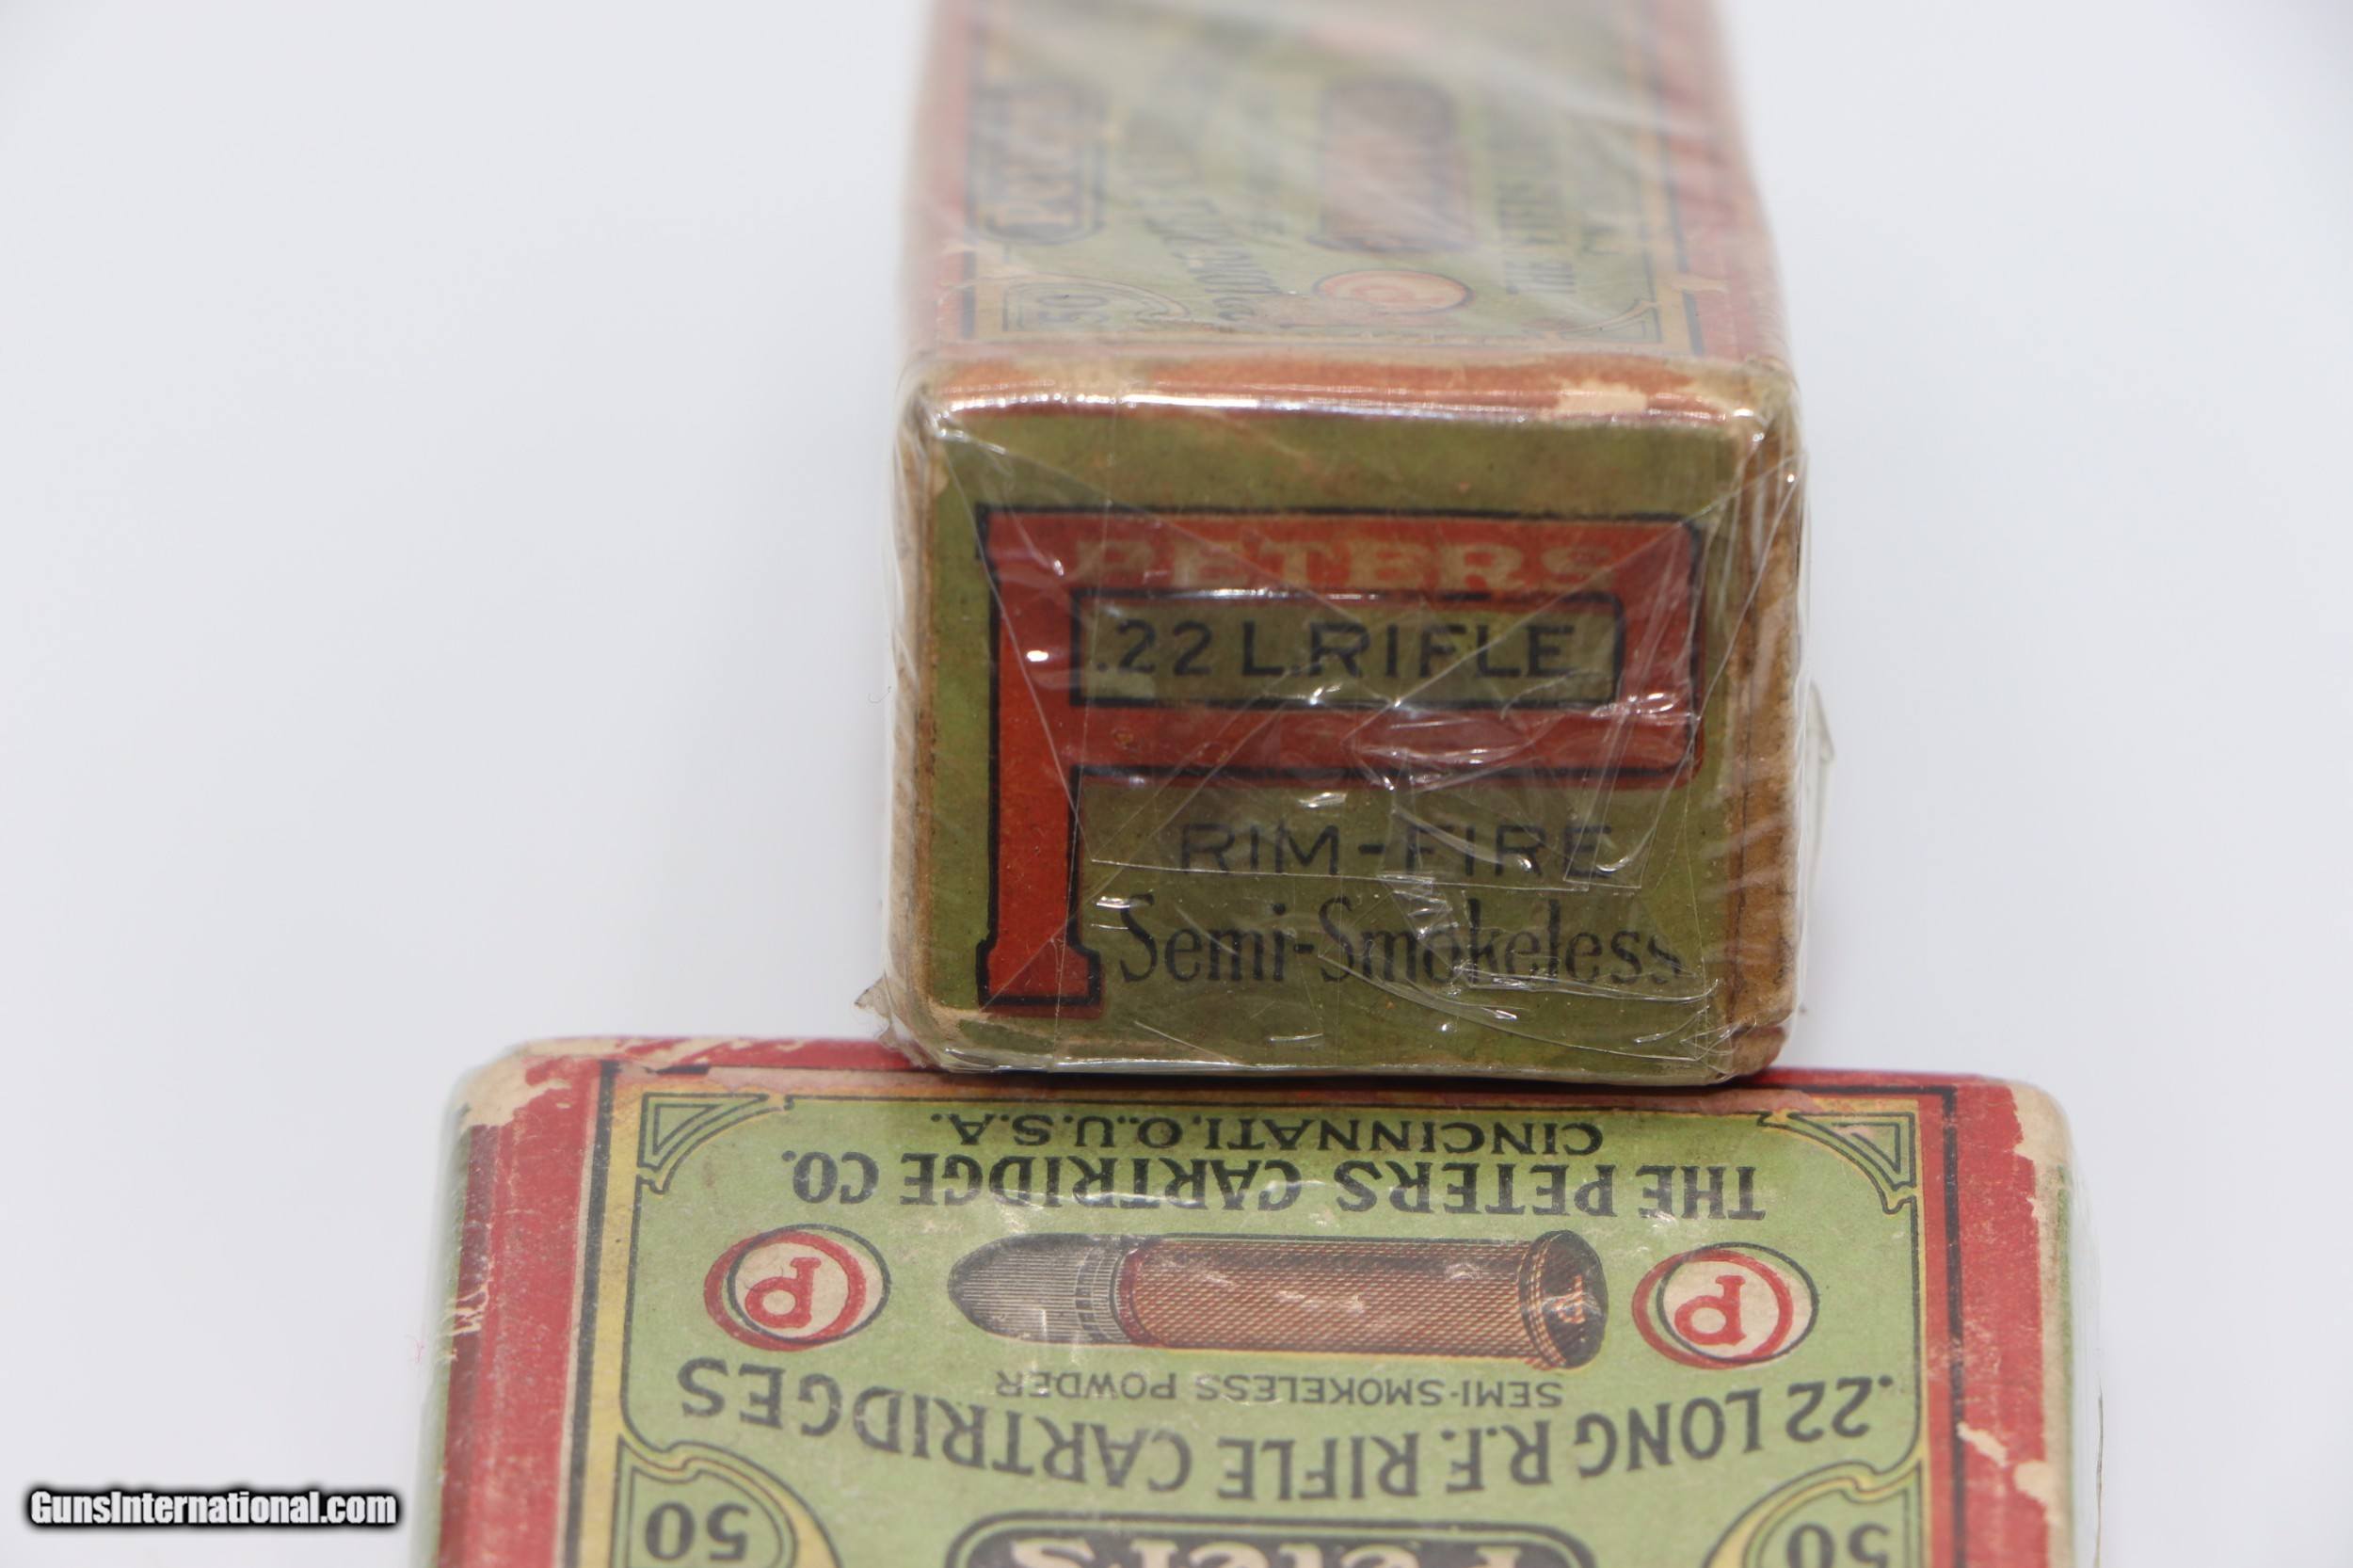 PETERS
.22 L.RIFLE
RIM-FIRE
Semi-Smokeless
50
Peters
50
.22 LONG R.F. RIFLE CARTRIDGES
SEMI-SMOKELESS POWDER
P
P
THE PETERS CARTRIDGE CO.
CINCINNATI.O.,U.S.A.
GunsInternational.com